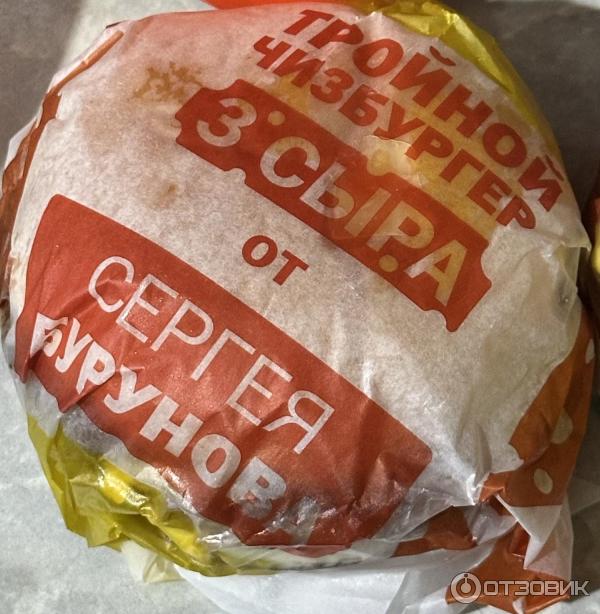 ТРОЙНОЙ
ЧИЗБУРГЕР
3 СЫРА
ОТ
СЕРГЕЯ
БУРУНОВ
ОТЗОВИК